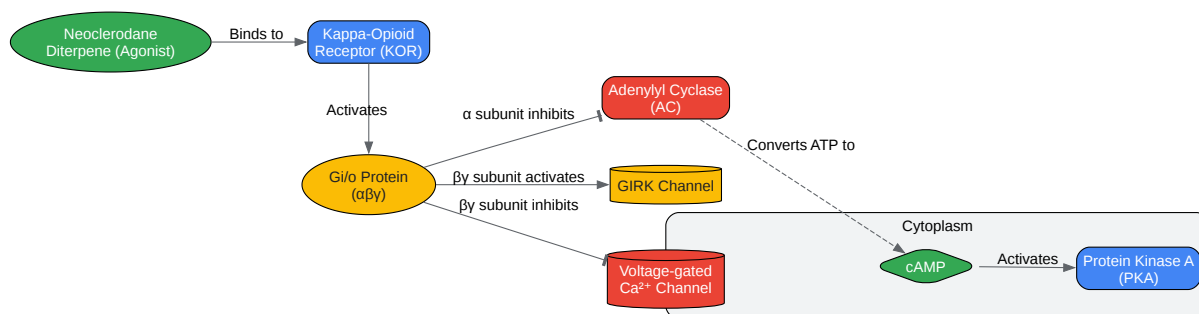 Neoclerodane
Diterpene (Agonist)
Binds to
Kappa-Opioid
Receptor (KOR)
Activates
Adenylyl Cyclase
(AC)
α subunit inhibits
Converts ATP to
Gi/o Protein
(αβγ)
βγ subunit activates
GIRK Channel
βγ subunit inhibits
Cytoplasm
Voltage-gated
Ca²⁺ Channel
cAMP
Activates
Protein Kinase A
(PKA)